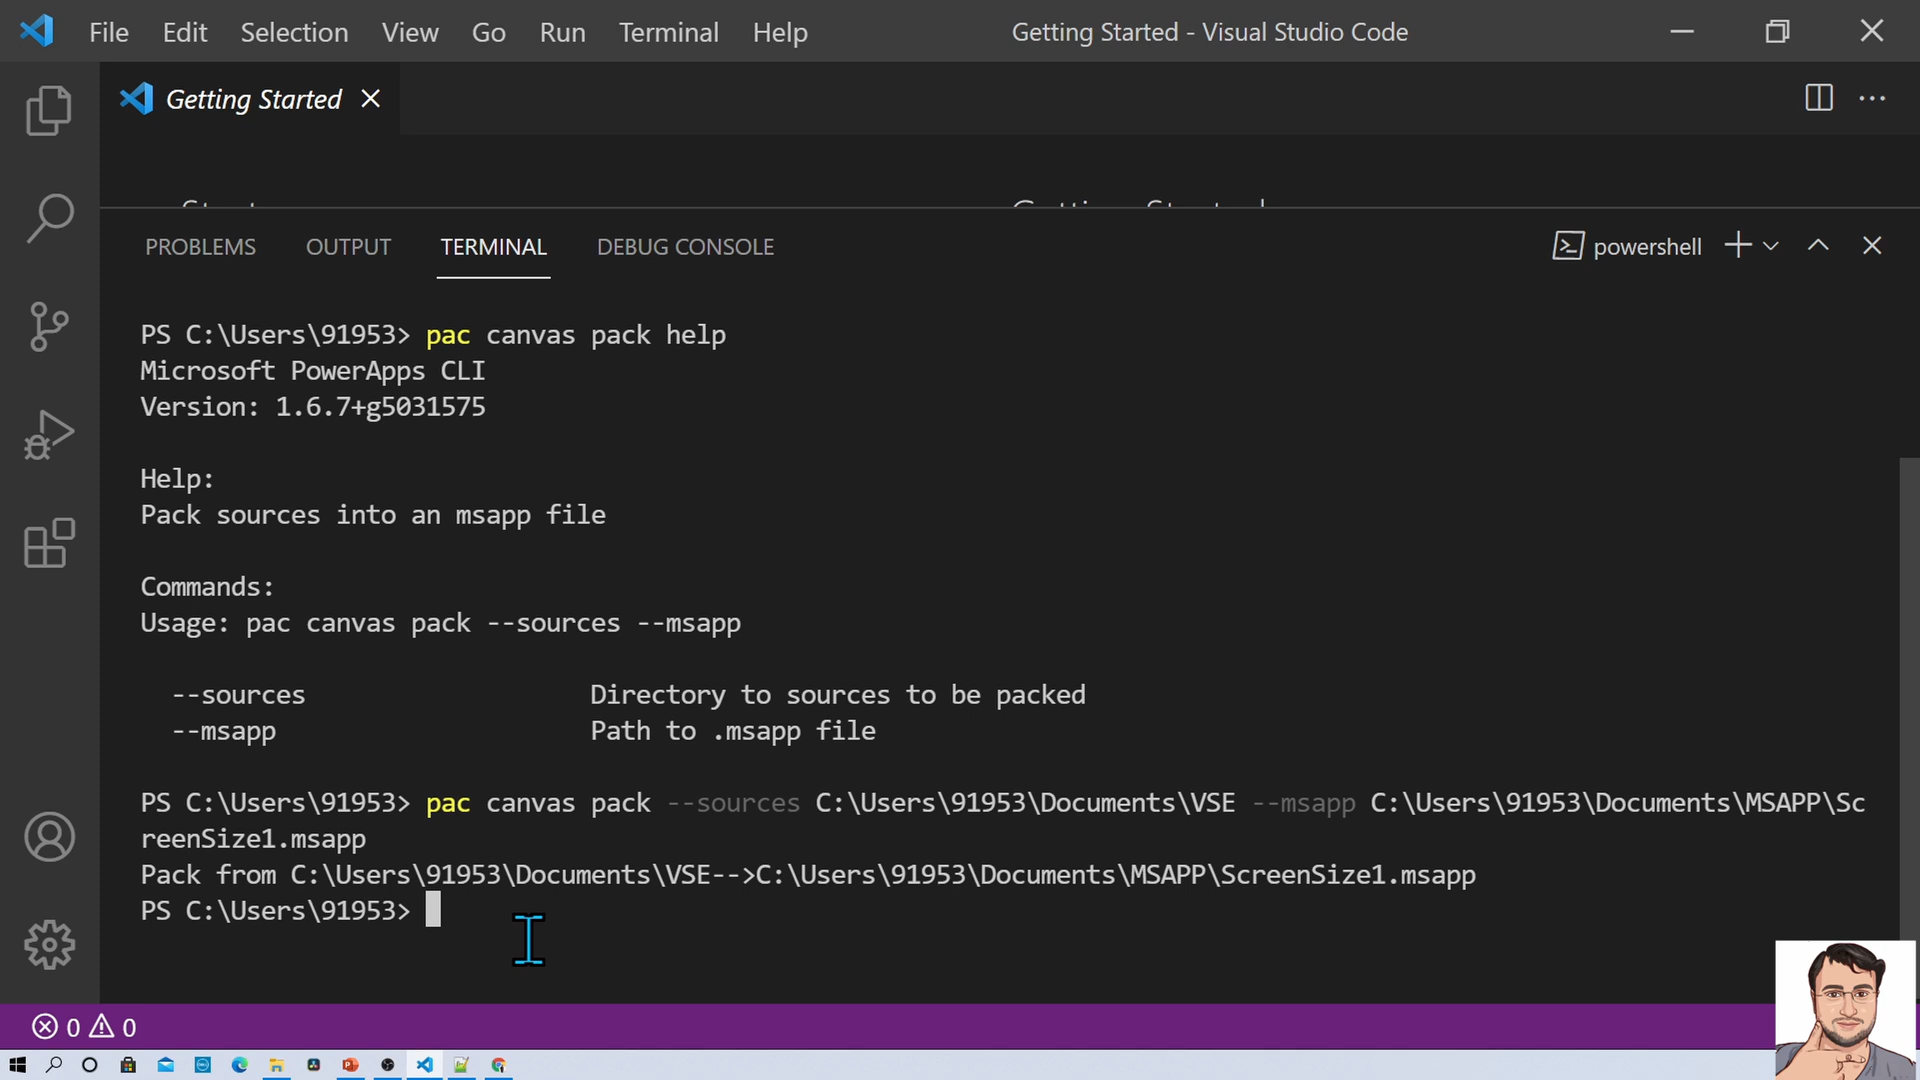 File Edit Selection View Go Run Terminal Help Getting Started - Visual Studio Code
Getting Started
Start Getting Started
PROBLEMS OUTPUT TERMINAL DEBUG CONSOLE powershell
PS C:\Users\91953> pac canvas pack help
Microsoft PowerApps CLI
Version: 1.6.7+g5031575
Help:
Pack sources into an msapp file
Commands:
Usage: pac canvas pack --sources --msapp
--sources Directory to sources to be packed
--msapp Path to .msapp file
PS C:\Users\91953> pac canvas pack --sources C:\Users\91953\Documents\VSE --msapp C:\Users\91953\Documents\MSAPP\Sc
reenSize1.msapp
Pack from C:\Users\91953\Documents\VSE-->C:\Users\91953\Documents\MSAPP\ScreenSize1.msapp
PS C:\Users\91953>
0 0